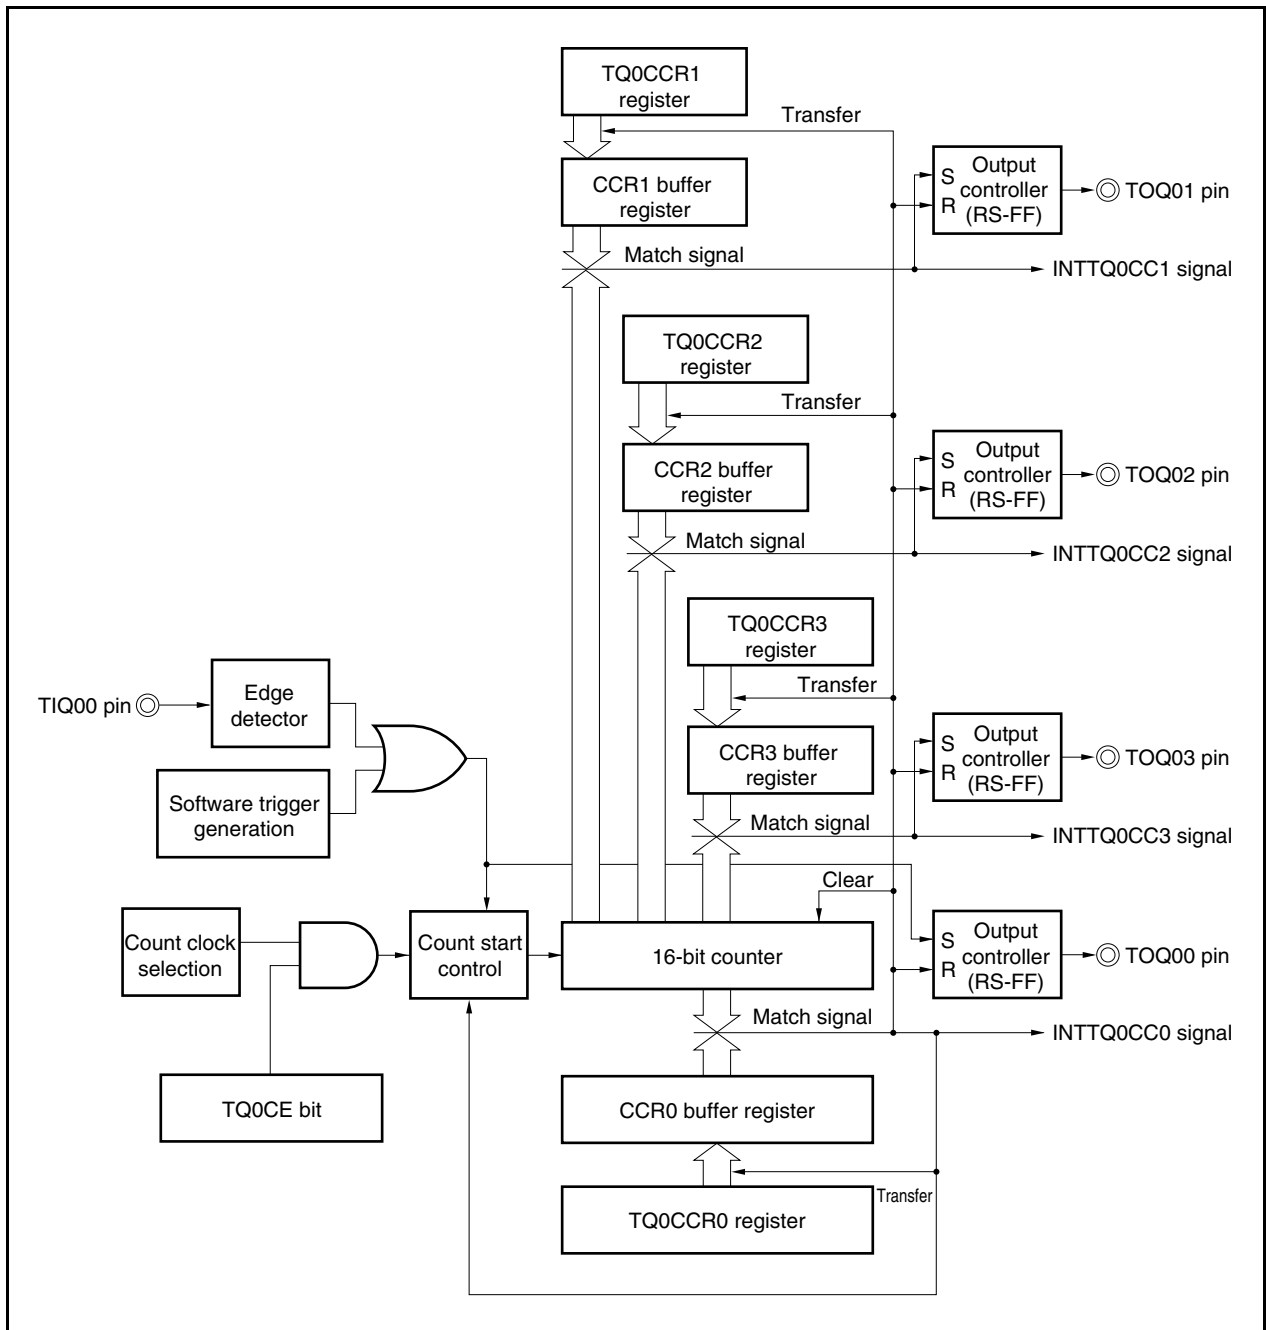 TQ0CCR1
register
Transfer
CCR1 buffer
register
S
R
Output
controller
(RS-FF)
TOQ01 pin
Match signal
INTTQ0CC1 signal
TQ0CCR2
register
Transfer
CCR2 buffer
register
S
R
Output
controller
(RS-FF)
TOQ02 pin
Match signal
INTTQ0CC2 signal
TQ0CCR3
register
Transfer
TIQ00 pin
Edge
detector
CCR3 buffer
register
S
R
Output
controller
(RS-FF)
TOQ03 pin
Software trigger
generation
Match signal
INTTQ0CC3 signal
Clear
Count clock
selection
Count start
control
16-bit counter
S
R
Output
controller
(RS-FF)
TOQ00 pin
Match signal
INTTQ0CC0 signal
TQ0CE bit
CCR0 buffer register
Transfer
TQ0CCR0 register